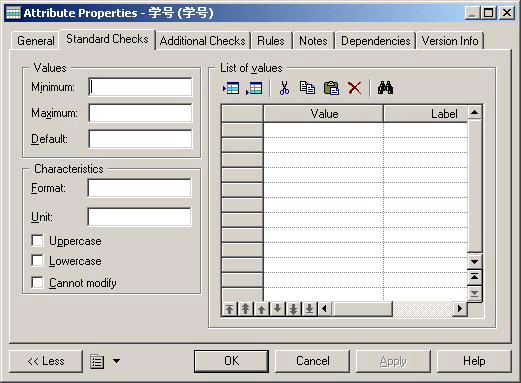 Attribute Properties - 学号 (学号)
General Standard Checks Additional Checks Rules Notes Dependencies Version Info
Values
Minimum:
Maximum:
Default:
Characteristics
Format:
Unit:
Uppercase
Lowercase
Cannot modify
List of values
Value Label
<< Less OK Cancel Apply Help